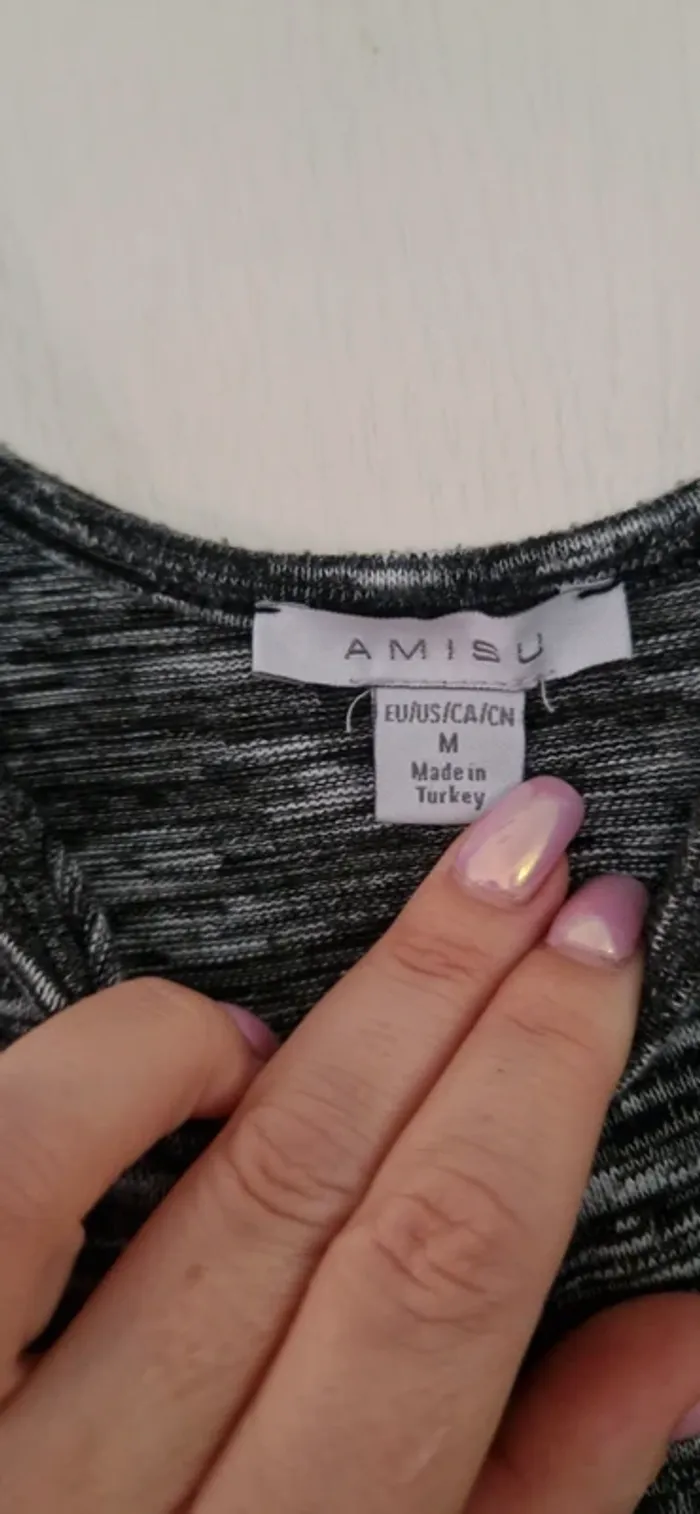 AMISU
EU/US/CA/CN
M
Made in
Turkey